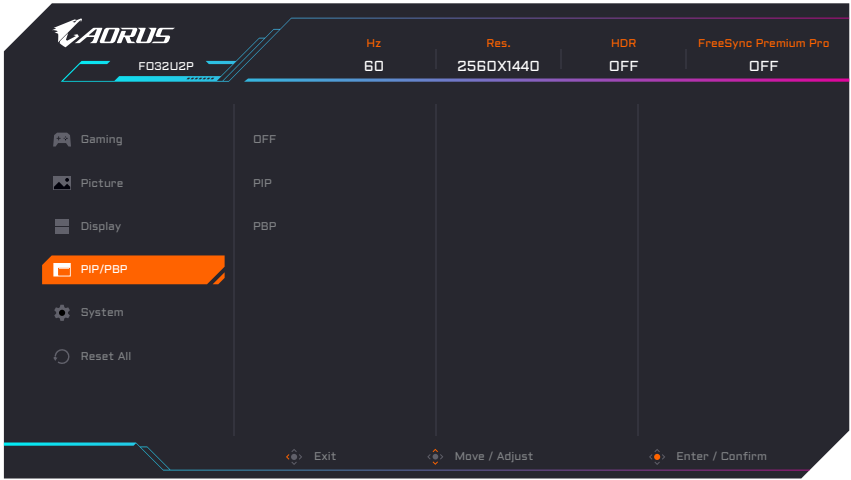 AORUS
FO32U2P
Hz Res. HDR FreeSync Premium Pro
60 2560X1440 OFF OFF
Gaming OFF
Picture PIP
Display PBP
PIP/PBP
System
Reset All
Exit Move / Adjust Enter / Confirm